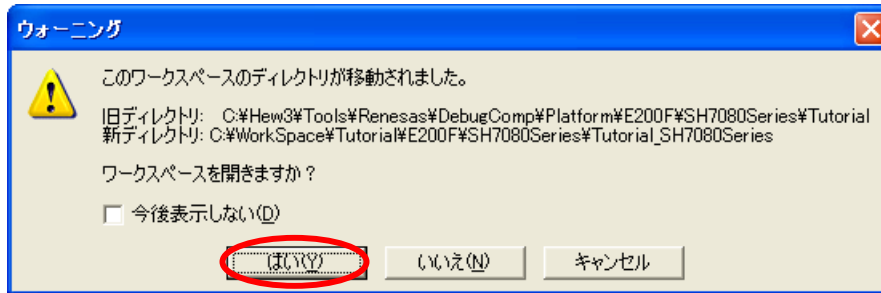 ウォーニング
このワークスペースのディレクトリが移動されました。
旧ディレクトリ: C:¥Hew3¥Tools¥Renesas¥DebugComp¥Platform¥E200F¥SH7080Series¥Tutorial
新ディレクトリ: C:¥WorkSpace¥Tutorial¥E200F¥SH7080Series¥Tutorial_SH7080Series
ワークスペースを開きますか?
今後表示しない(D)
はい(Y) いいえ(N) キャンセル